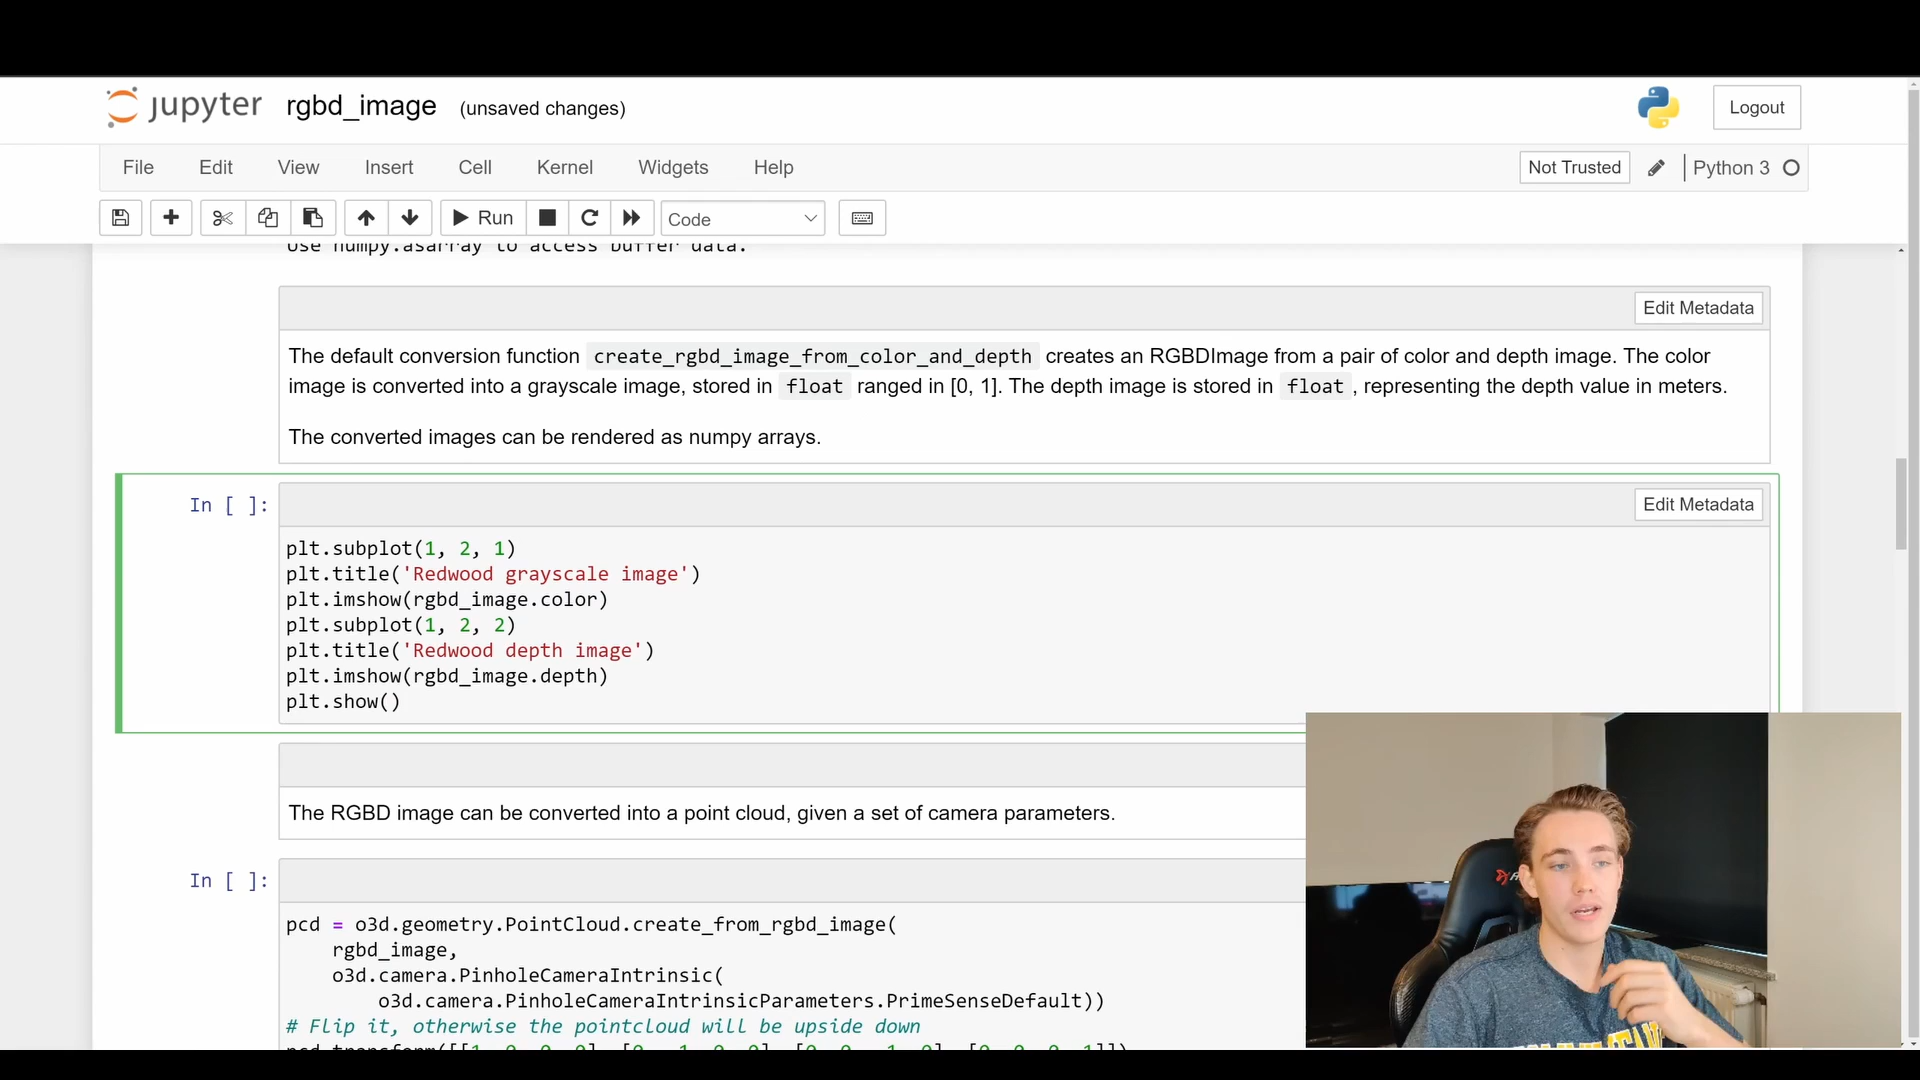 jupyter rgbd_image (unsaved changes) Logout
File Edit View Insert Cell Kernel Widgets Help Not Trusted Python 3
Run Code
Use numpy.asarray to access buffer data.
Edit Metadata
The default conversion function create_rgbd_image_from_color_and_depth creates an RGBDImage from a pair of color and depth image. The color
image is converted into a grayscale image, stored in float ranged in [0, 1]. The depth image is stored in float , representing the depth value in meters.
The converted images can be rendered as numpy arrays.
In [ ]: Edit Metadata
plt.subplot(1, 2, 1)
plt.title('Redwood grayscale image')
plt.imshow(rgbd_image.color)
plt.subplot(1, 2, 2)
plt.title('Redwood depth image')
plt.imshow(rgbd_image.depth)
plt.show()
The RGBD image can be converted into a point cloud, given a set of camera parameters.
In [ ]:
pcd = o3d.geometry.PointCloud.create_from_rgbd_image(
    rgbd_image,
    o3d.camera.PinholeCameraIntrinsic(
        o3d.camera.PinholeCameraIntrinsicParameters.PrimeSenseDefault))
# Flip it, otherwise the pointcloud will be upside down